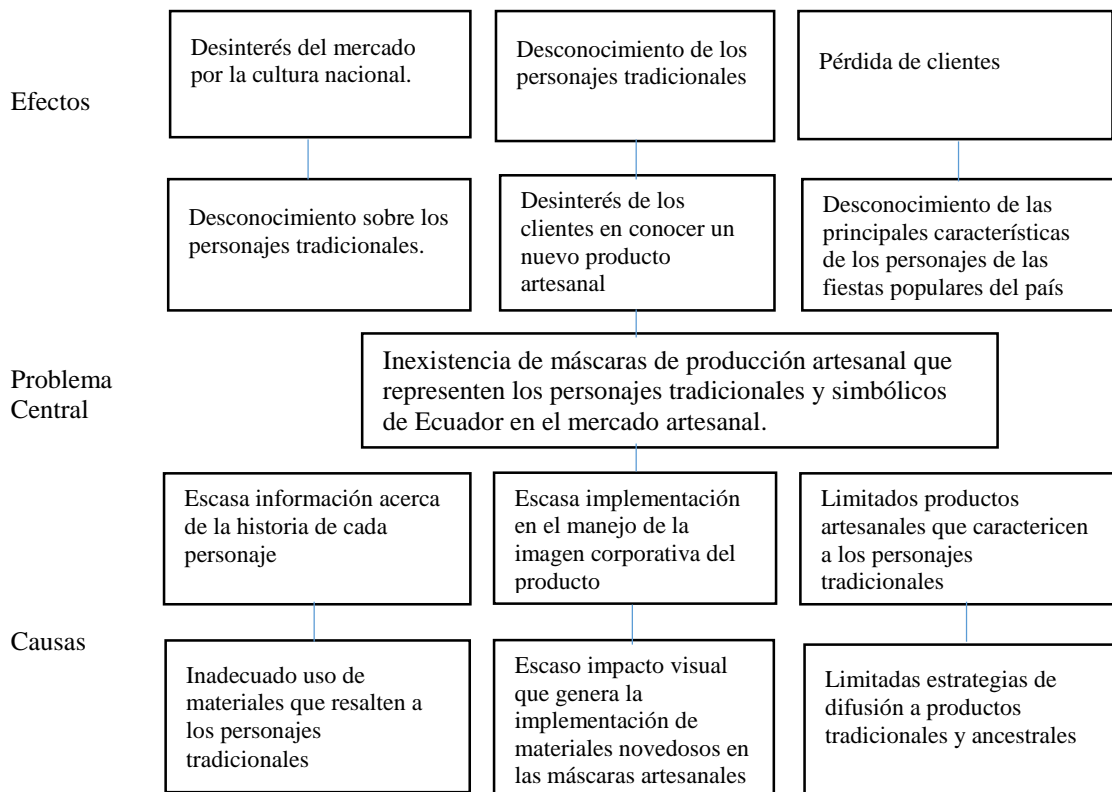 Desinterés del mercado
por la cultura nacional.
Desconocimiento de los
personajes tradicionales
Pérdida de clientes
Efectos
Desconocimiento sobre los
personajes tradicionales.
Desinterés de los
clientes en conocer un
nuevo producto
artesanal
Desconocimiento de las
principales características
de los personajes de las
fiestas populares del país
Problema
Central
Inexistencia de máscaras de producción artesanal que
representen los personajes tradicionales y simbólicos
de Ecuador en el mercado artesanal.
Escasa información acerca
de la historia de cada
personaje
Escasa implementación
en el manejo de la
imagen corporativa del
producto
Limitados productos
artesanales que caractericen
a los personajes
tradicionales
Causas
Inadecuado uso de
materiales que resalten a
los personajes
tradicionales
Escaso impacto visual
que genera la
implementación de
materiales novedosos en
las máscaras artesanales
Limitadas estrategias de
difusión a productos
tradicionales y ancestrales